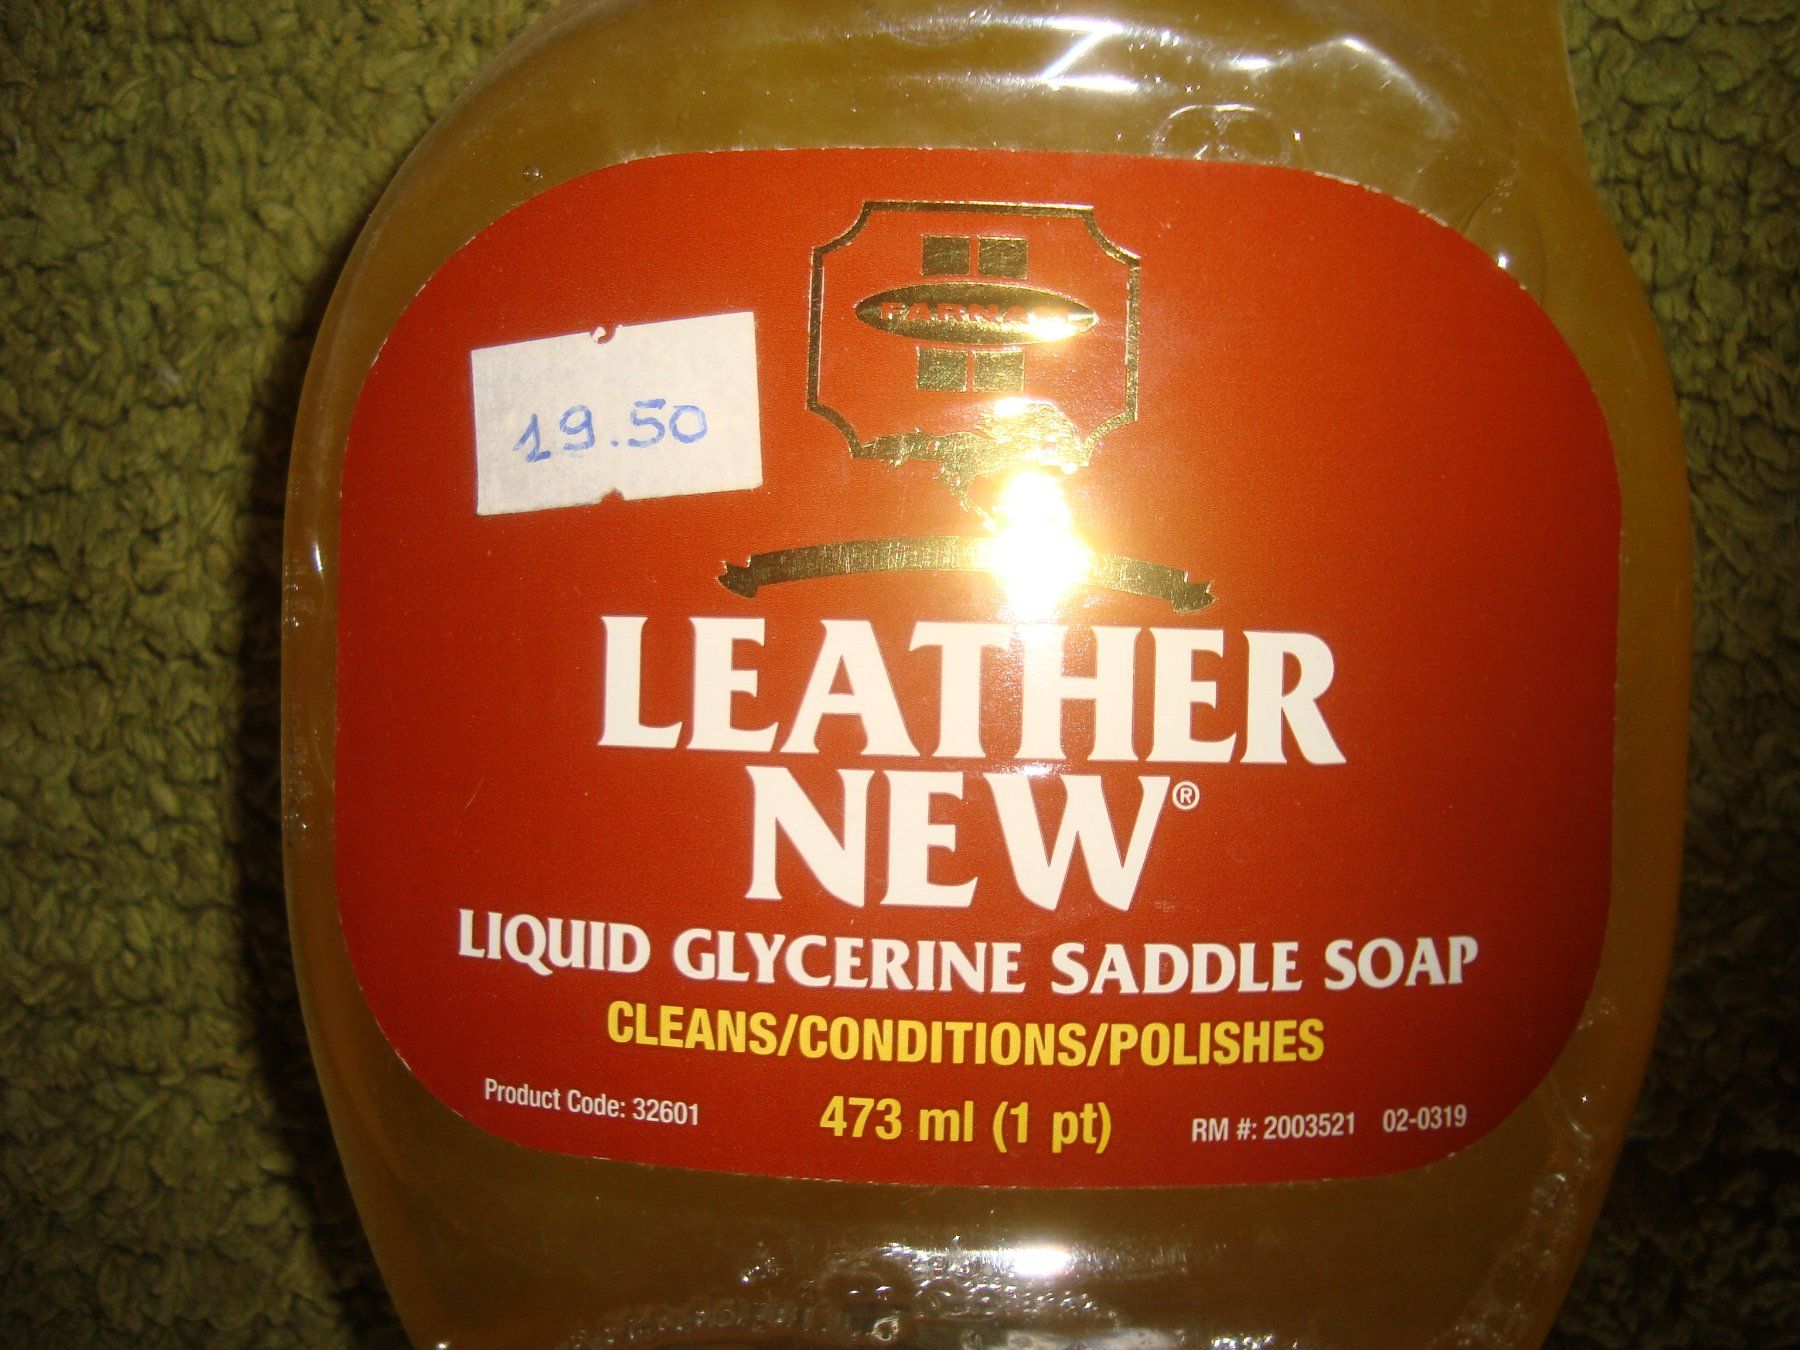 FARNAM
19.50
LEATHER
NEW®
LIQUID GLYCERINE SADDLE SOAP
CLEANS/CONDITIONS/POLISHES
Product Code: 32601 473 ml (1 pt) RM #: 2003521 02-0319